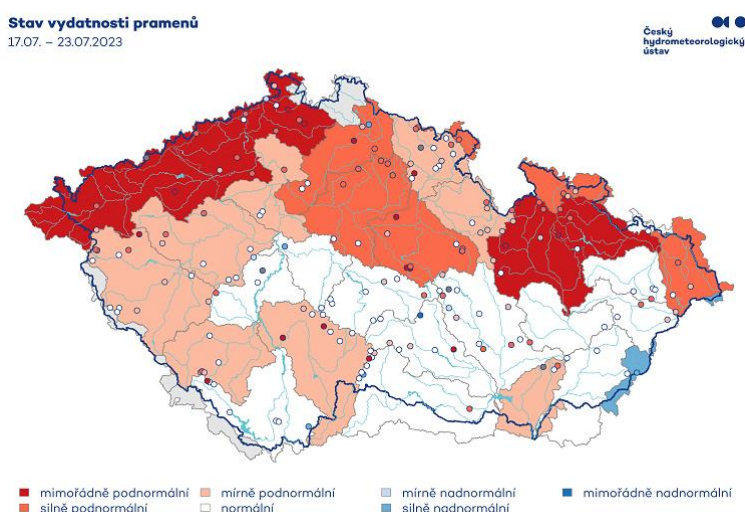 Stav vydatnosti pramenů
17.07. – 23.07.2023
Český
hydrometeorologický
ústav
mimořádně podnormální
mírně podnormální
mírně nadnormální
mimořádně nadnormální
silně podnormální
normální
silně nadnormální